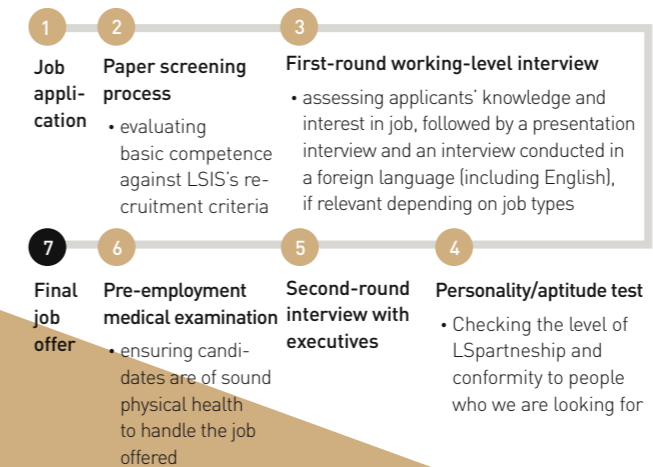 1
Job
appli-
cation
2
Paper screening
process
• evaluating
basic competence
against LSIS's re-
cruitment criteria
3
First-round working-level interview
• assessing applicants' knowledge and
interest in job, followed by a presentation
interview and an interview conducted in
a foreign language (including English),
if relevant depending on job types
4
Personality/aptitude test
• Checking the level of
LSpartneship and
conformity to people
who we are looking for
5
Second-round
interview with
executives
6
Pre-employment
medical examination
• ensuring candi-
dates are of sound
physical health
to handle the job
offered
7
Final
job
offer